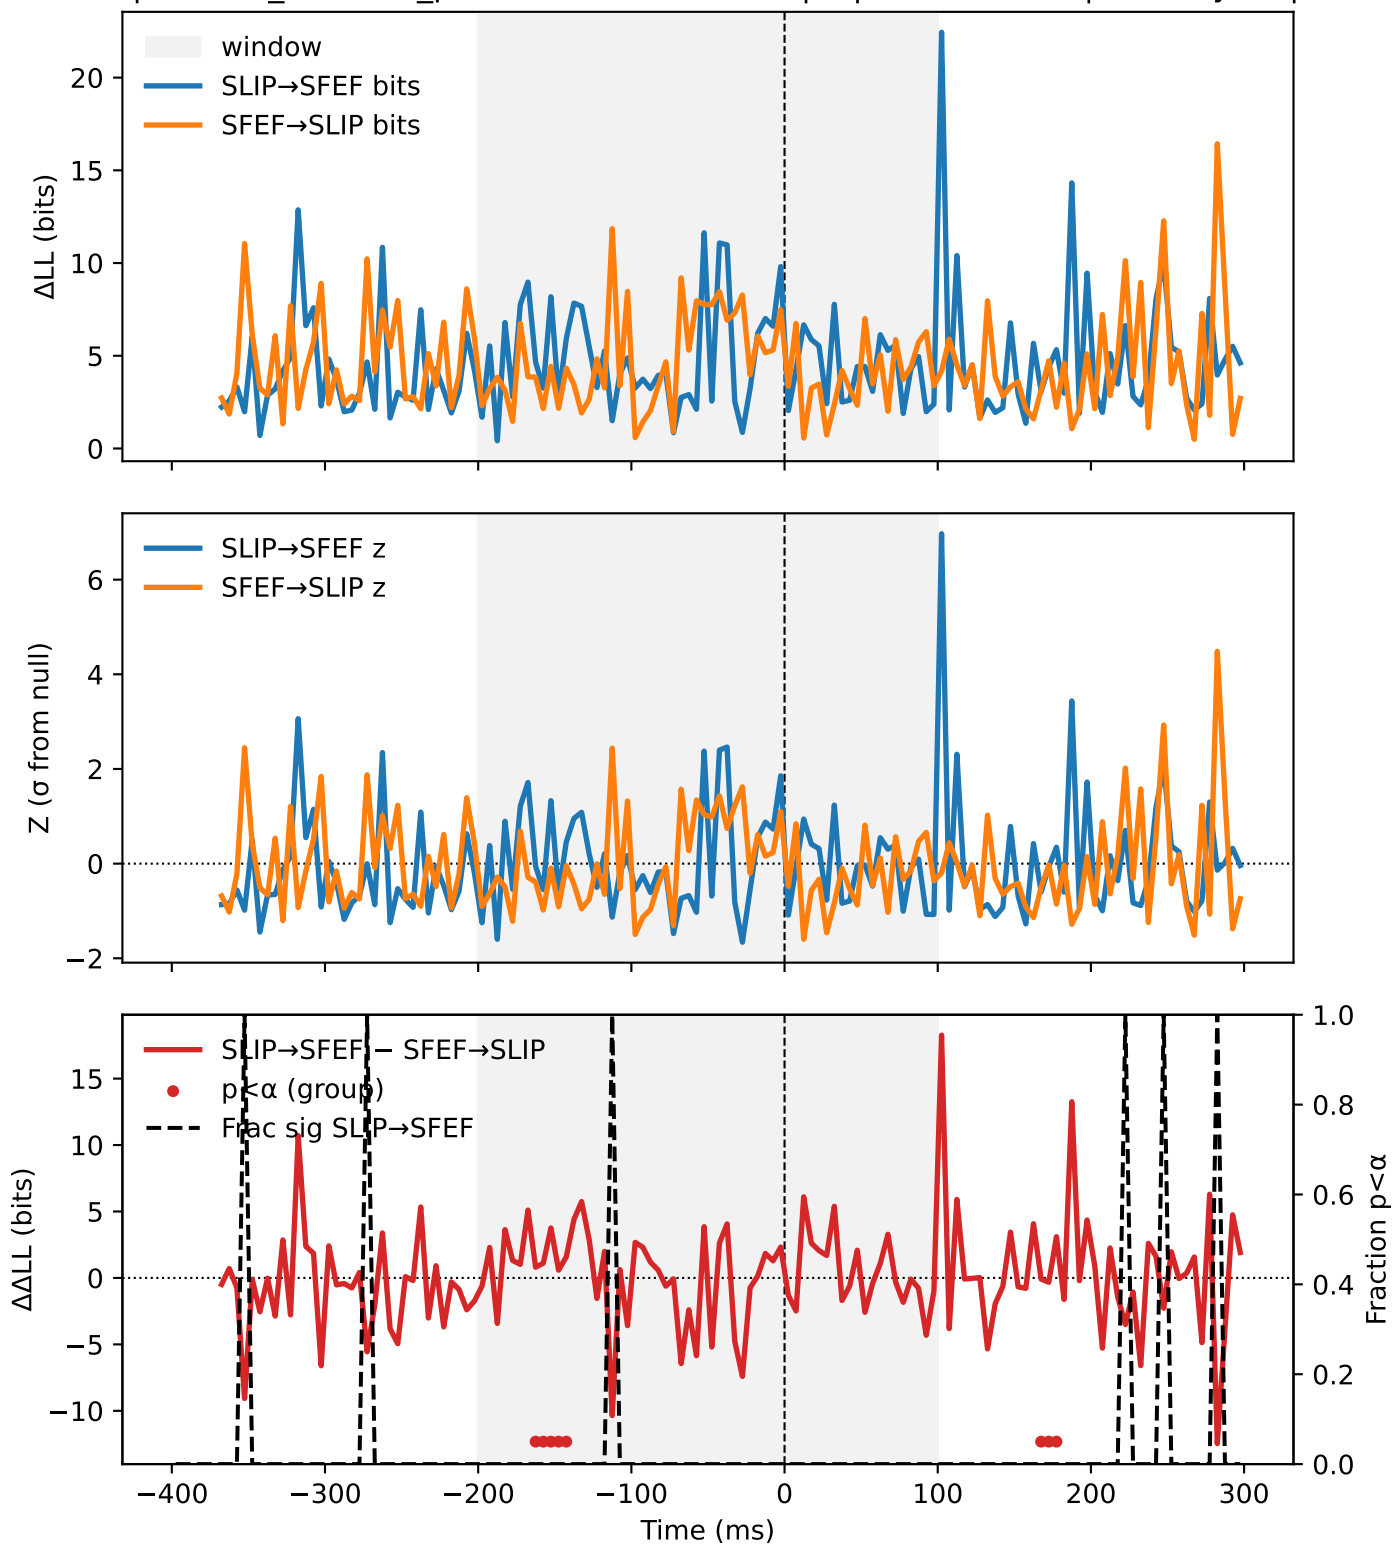 window
SLIP→SFEF bits
SFEF→SLIP bits
20
15
10
5
0
ΔLL (bits)
SLIP→SFEF z
SFEF→SLIP z
6
4
2
0
−2
Z (σ from null)
SLIP→SFEF − SFEF→SLIP
p<α (group)
Frac sig SLIP→SFEF
15
10
5
0
−5
−10
ΔΔLL (bits)
1.0
0.8
0.6
0.4
0.2
0.0
Fraction p<α
−400 −300 −200 −100 0 100 200 300
Time (ms)